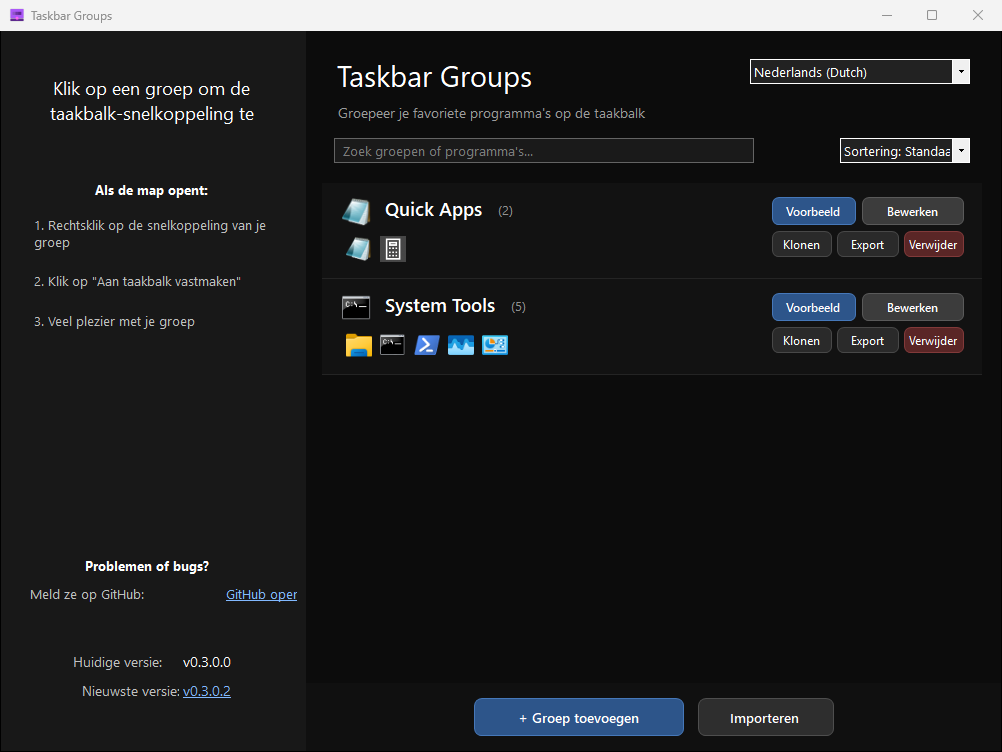 Taskbar Groups
Klik op een groep om de
taakbalk-snelkoppeling te
Als de map opent:
1. Rechtsklik op de snelkoppeling van je
groep
2. Klik op "Aan taakbalk vastmaken"
3. Veel plezier met je groep
Problemen of bugs?
Meld ze op GitHub:
GitHub oper
Huidige versie:
v0.3.0.0
Nieuwste versie:
v0.3.0.2
Taskbar Groups
Nederlands (Dutch)
Groepeer je favoriete programma's op de taakbalk
Zoek groepen of programma's...
Sortering: Standaa
Quick Apps (2)
Voorbeeld
Bewerken
Klonen
Export
Verwijder
System Tools (5)
Voorbeeld
Bewerken
Klonen
Export
Verwijder
+ Groep toevoegen
Importeren